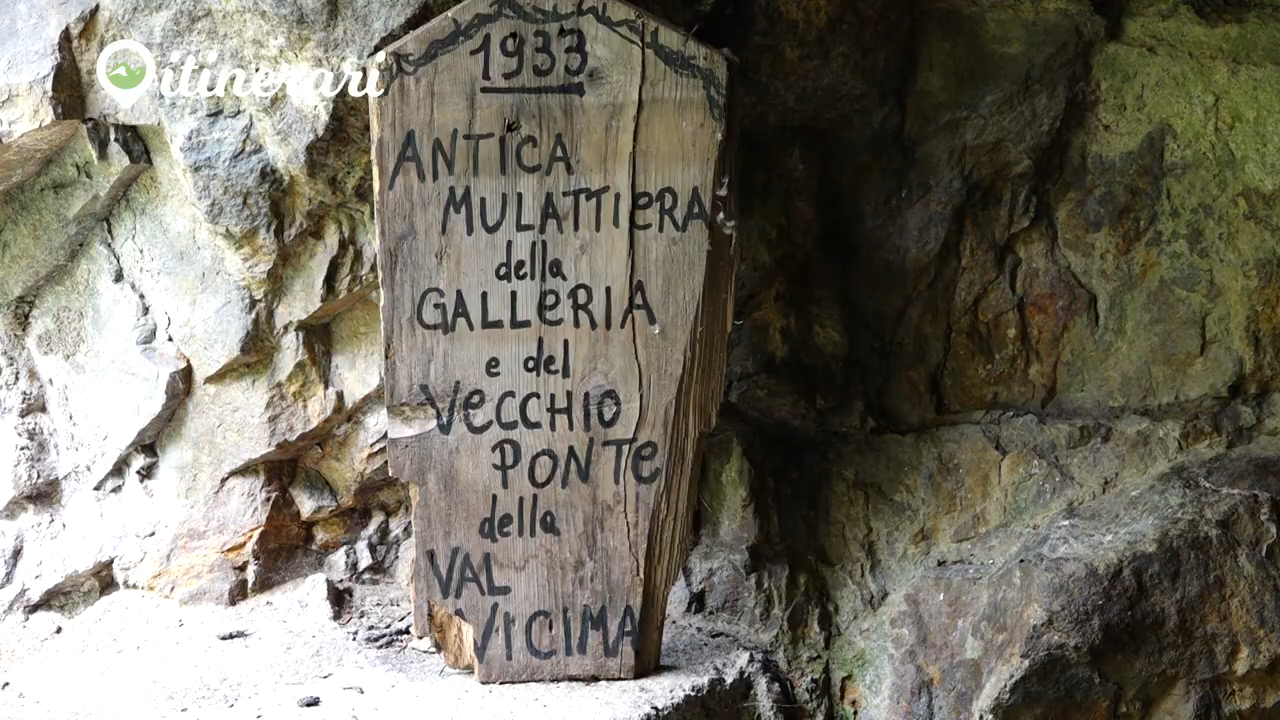 itinerari
1933
ANTICA
MULATTIeRA
della
GALLeRIA
e del
VeCCHIO
PONTe
della
VAL
VICIMA